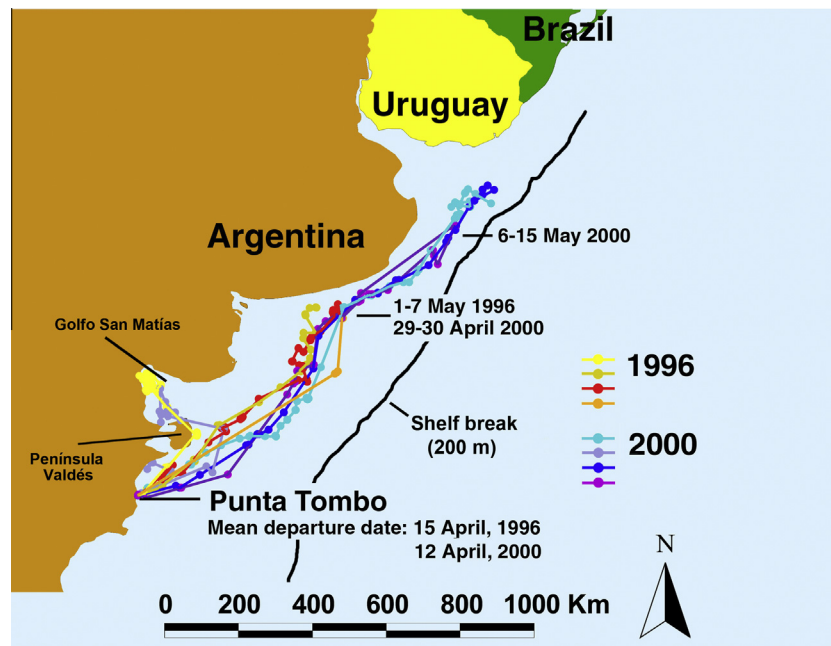 Brazil
Uruguay
Argentina
6-15 May 2000
1-7 May 1996
29-30 April 2000
Golfo San Matías
1996
Shelf break
(200 m)
2000
Península
Valdés
Punta Tombo
Mean departure date: 15 April, 1996
12 April, 2000
N
0 200 400 600 800 1000 Km